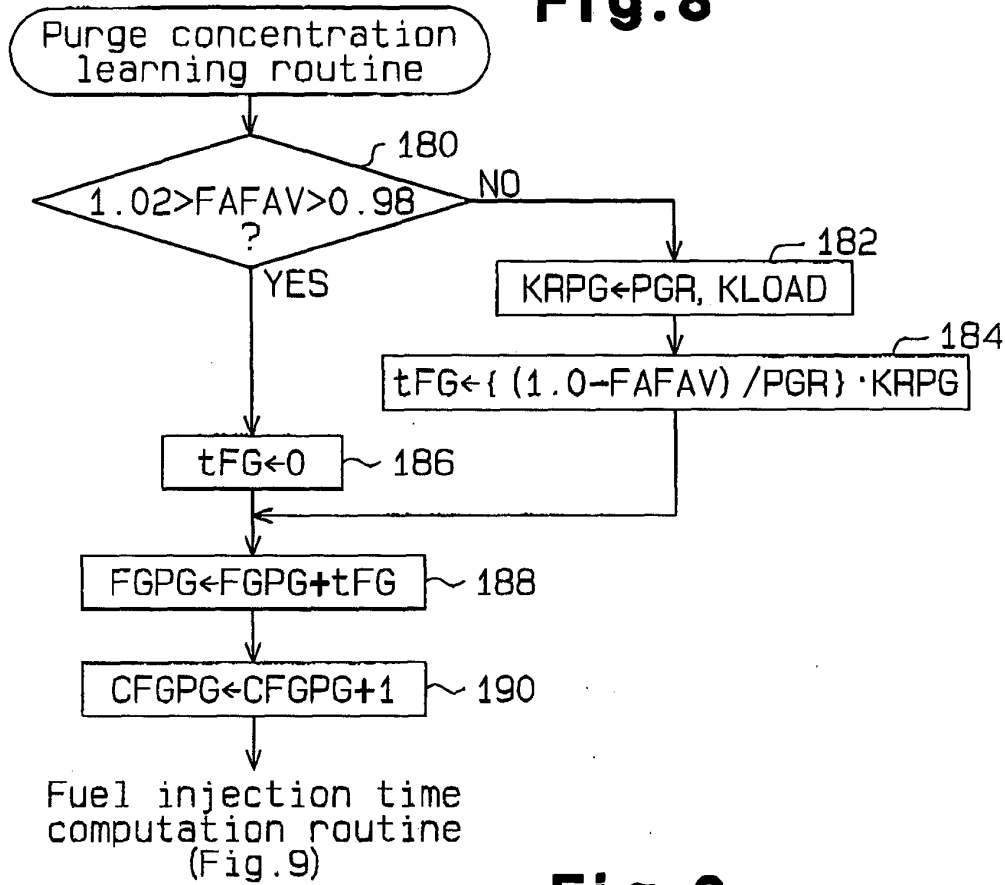 Fig.8
Purge concentration
learning routine
180
1.02>FAFAV>0.98
?
NO
YES
182
KRPG←PGR, KLOAD
184
tFG←{(1.0-FAFAV)/PGR}·KRPG
tFG←0
186
FGPG←FGPG+tFG
188
CFGPG←CFGPG+1
190
Fuel injection time
computation routine
(Fig.9)